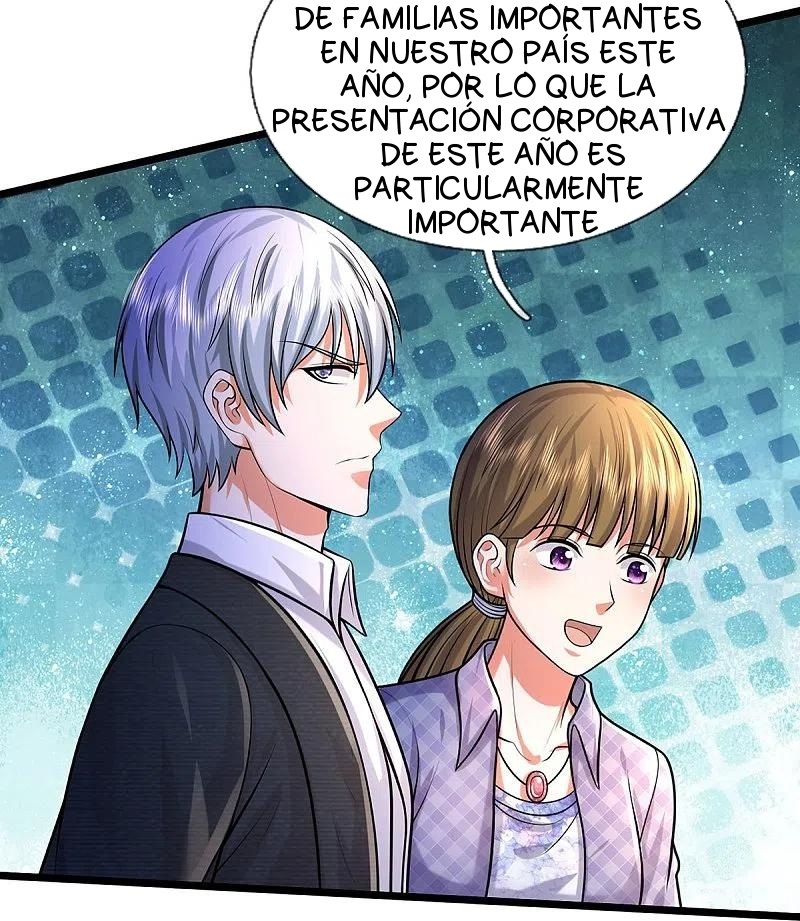 DE FAMILIAS IMPORTANTES
EN NUESTRO PAÍS ESTE
AÑO, POR LO QUE LA
PRESENTACIÓN CORPORATIVA
DE ESTE AÑO ES
PARTICULARMENTE
IMPORTANTE